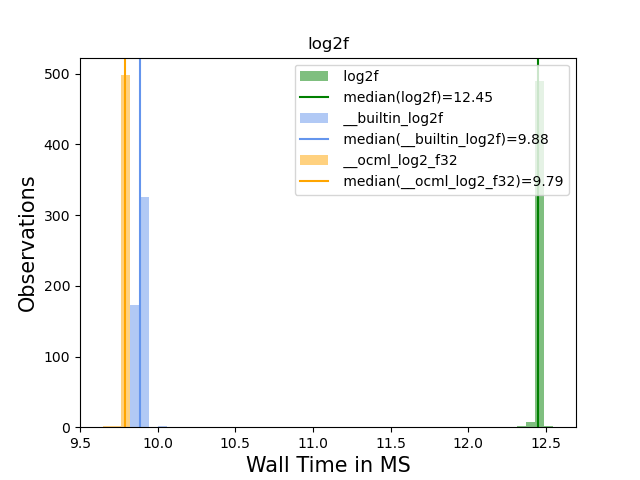 log2f
log2f
median(log2f)=12.45
__builtin_log2f
median(__builtin_log2f)=9.88
__ocml_log2_f32
median(__ocml_log2_f32)=9.79
Observations
500
400
300
200
100
0
9.5 10.0 10.5 11.0 11.5 12.0 12.5
Wall Time in MS